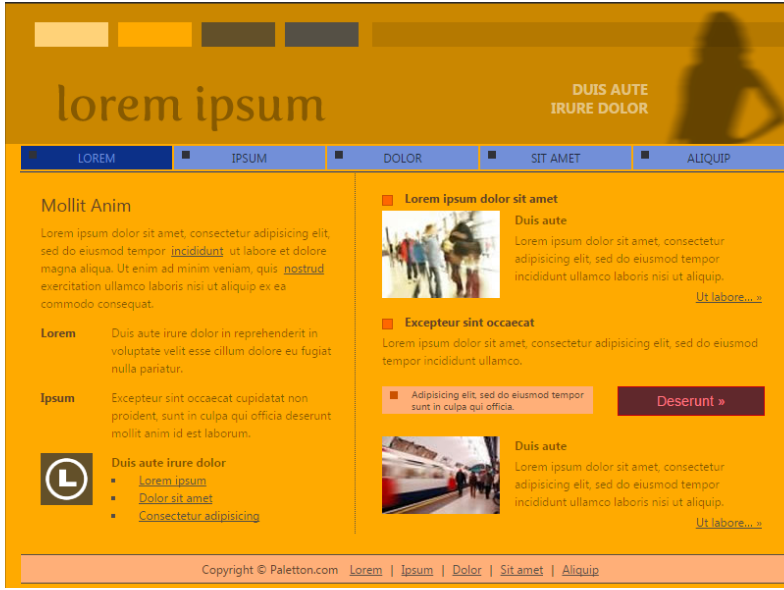 lorem ipsum
DUIS AUTE
IRURE DOLOR
LOREM
IPSUM
DOLOR
SIT AMET
ALIQUIP
Mollit Anim
Lorem ipsum dolor sit amet, consectetur adipisicing elit,
sed do eiusmod tempor incididunt ut labore et dolore
magna aliqua. Ut enim ad minim veniam, quis nostrud
exercitation ullamco laboris nisi ut aliquip ex ea
commodo consequat.
Lorem
Duis aute irure dolor in reprehenderit in
voluptate velit esse cillum dolore eu fugiat
nulla pariatur.
Ipsum
Excepteur sint occaecat cupidatat non
proident, sunt in culpa qui officia deserunt
mollit anim id est laborum.
L
Duis aute irure dolor
Lorem ipsum
Dolor sit amet
Consectetur adipisicing
Lorem ipsum dolor sit amet
Duis aute
Lorem ipsum dolor sit amet, consectetur
adipisicing elit, sed do eiusmod tempor
incididunt ullamco laboris nisi ut aliquip.
Ut labore... »
Excepteur sint occaecat
Lorem ipsum dolor sit amet, consectetur adipisicing elit, sed do eiusmod
tempor incididunt ullamco.
Adipisicing elit, sed do eiusmod tempor
sunt in culpa qui officia.
Deserunt »
Duis aute
Lorem ipsum dolor sit amet, consectetur
adipisicing elit, sed do eiusmod tempor
incididunt ullamco laboris nisi ut aliquip.
Ut labore... »
Copyright © Paletton.com Lorem | Ipsum | Dolor | Sit amet | Aliquip